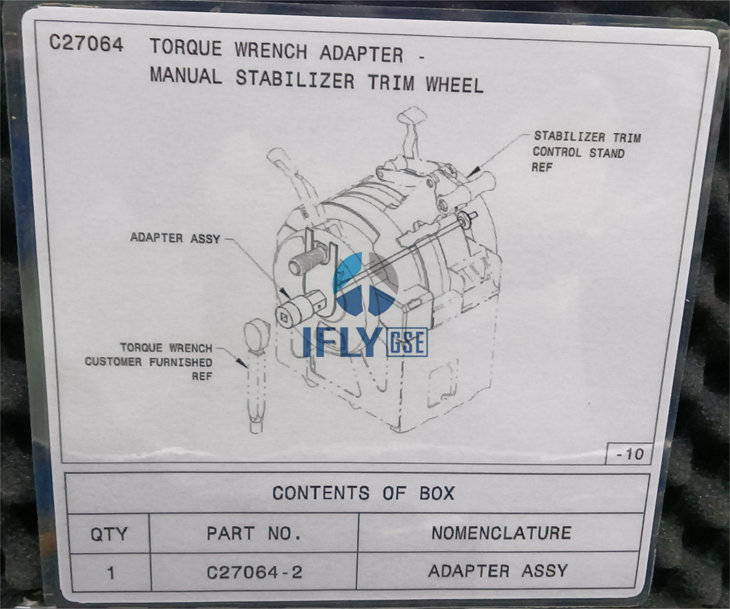 C27064 TORQUE WRENCH ADAPTER -
MANUAL STABILIZER TRIM WHEEL
STABILIZER TRIM
CONTROL STAND
REF
ADAPTER ASSY
IFLY GSE
TORQUE WRENCH
CUSTOMER FURNISHED
REF
-10
CONTENTS OF BOX
QTY PART NO. NOMENCLATURE
1 C27064-2 ADAPTER ASSY